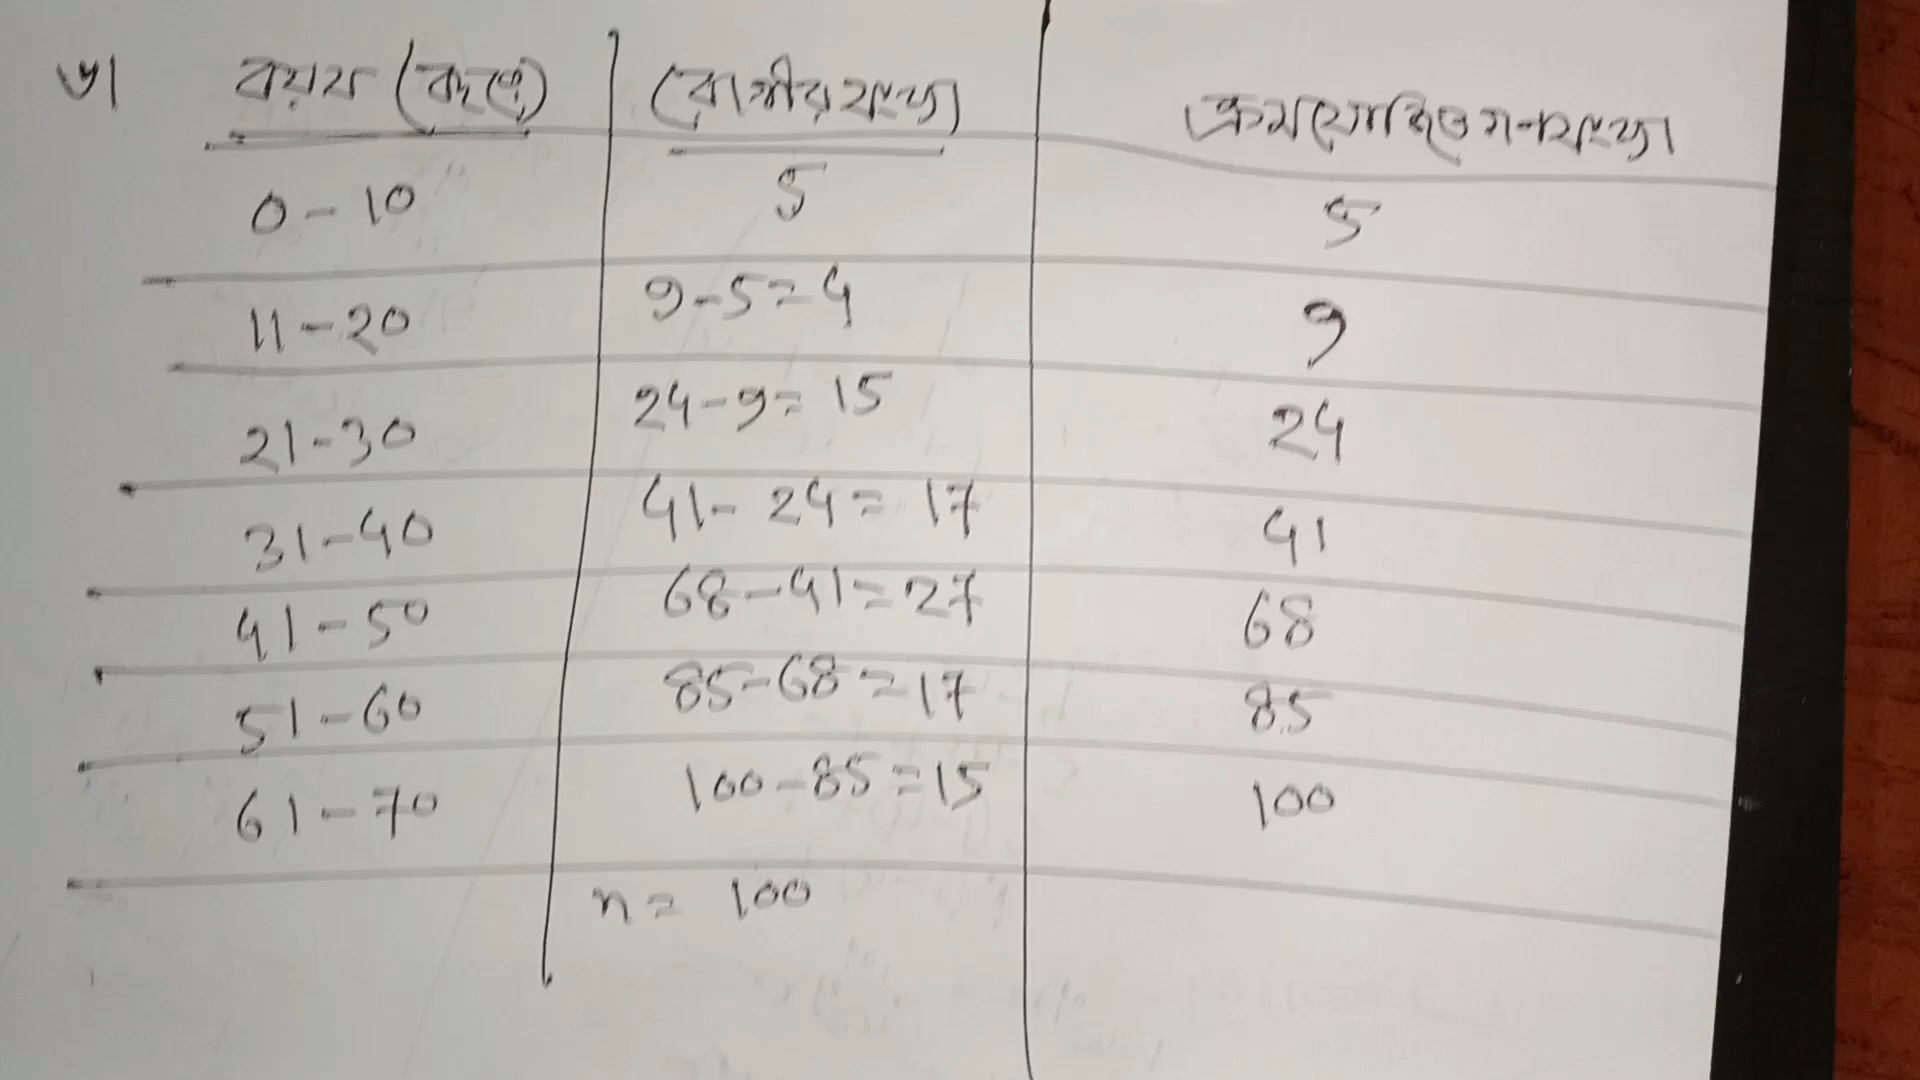 ৩। বয়স (বছরে) রোগীর সংখ্যা ক্রমযোজিত গণসংখ্যা
0-10 5 5
11-20 9-5=4 9
21-30 24-9=15 24
31-40 41-24=17 41
41-50 68-41=27 68
51-60 85-68=17 85
61-70 100-85=15 100
n= 100